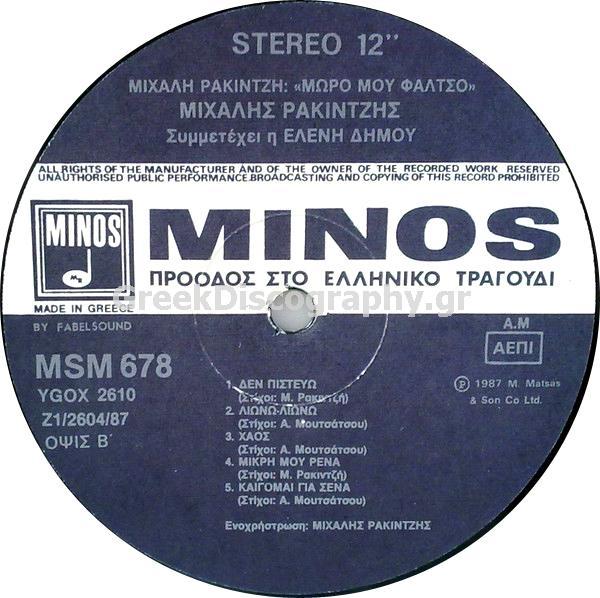 STEREO 12"
ΜΙΧΑΛΗ ΡΑΚΙΝΤΖΗ: «ΜΩΡΟ ΜΟΥ ΦΑΛΤΣΟ»
ΜΙΧΑΛΗΣ ΡΑΚΙΝΤΖΗΣ
Συμμετέχει η ΕΛΕΝΗ ΔΗΜΟΥ
ALL RIGHTS OF THE MANUFACTURER AND OF THE OWNER OF THE RECORDED WORK RESERVED
UNAUTHORISED PUBLIC PERFORMANCE.BROADCASTING AND COPYING OF THIS RECORD PROHIBITED
MINOS
MINOS
ΠΡΟΟΔΟΣ ΣΤΟ ΕΛΛΗΝΙΚΟ ΤΡΑΓΟΥΔΙ
GreekDiscography.gr
MADE IN GREECE
BY FABELSOUND
A.M
ΑΕΠΙ
MSM 678
YGOX 2610
Z1/2604/87
ΟΨΙΣ Β΄
1. ΔΕΝ ΠΙΣΤΕΥΩ
(Στίχοι: Μ. Ρακιντζή)
2. ΛΙΩΝΩ-ΛΙΩΝΩ
(Στίχοι: Α. Μουτσάτσου)
3. ΧΑΟΣ
(Στίχοι: Α. Μουτσάτσου)
4. ΜΙΚΡΗ ΜΟΥ ΡΕΝΑ
(Στίχοι: Μ. Ρακιντζή)
5. ΚΑΙΓΟΜΑΙ ΓΙΑ ΣΕΝΑ
(Στίχοι: Α. Μουτσάτσου)
Ενοχρήστρωση: ΜΙΧΑΛΗΣ ΡΑΚΙΝΤΖΗΣ
Ⓟ 1987 M. Matsas
& Son Co Ltd.